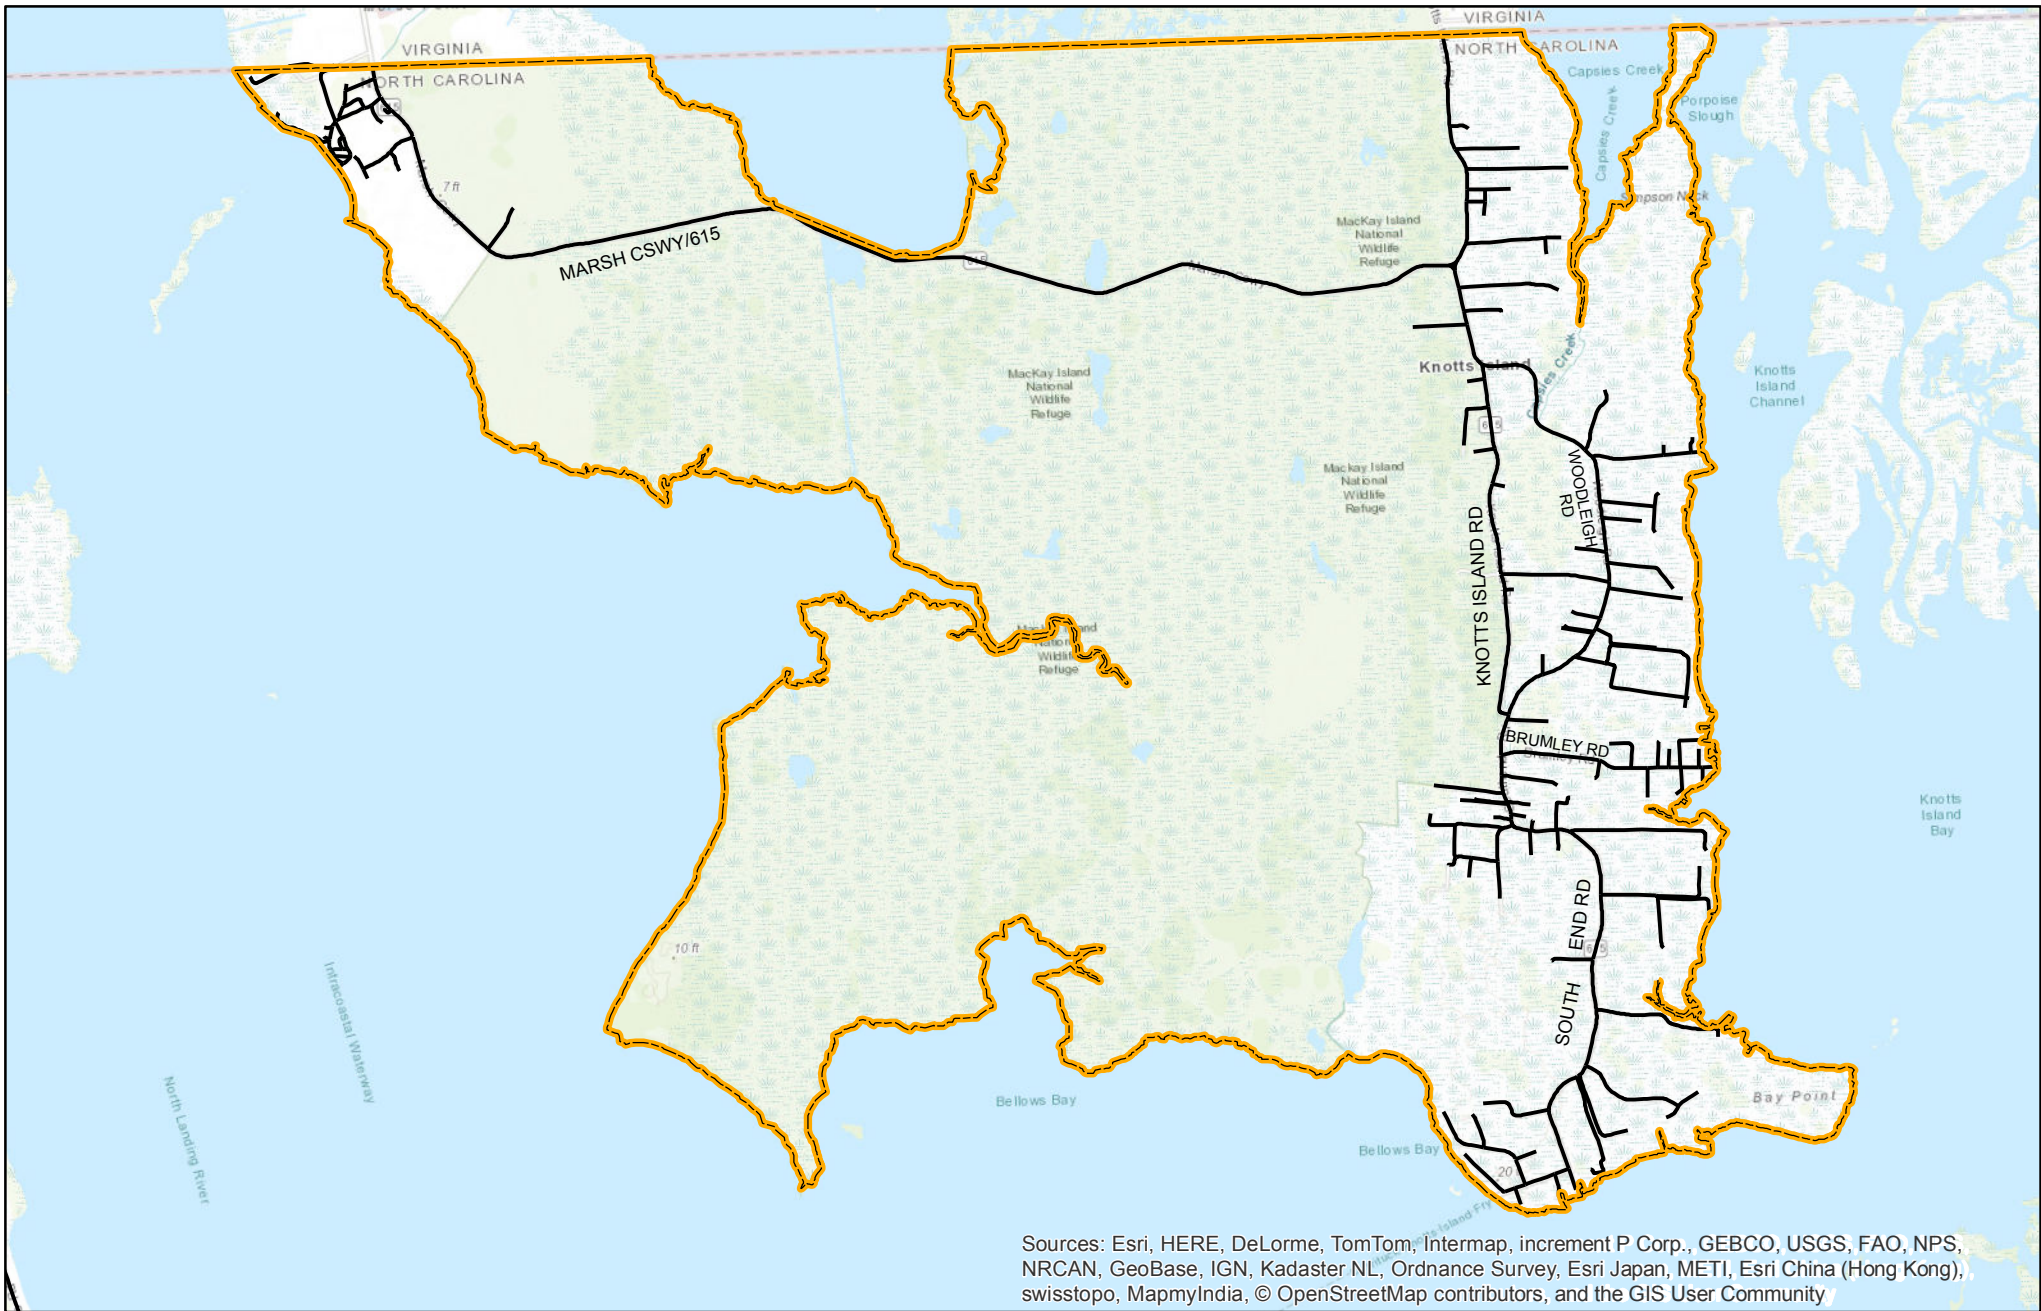 VIRGINIA
NORTH CAROLINA
VIRGINIA
NORTH CAROLINA
Capsies Creek
Porpoise
Slough
Capsies Creek
7 ft
MARSH CSWY/615
MacKay Island
National
Wildlife
Refuge
Knotts Island
Capsies Creek
MacKay Island
National
Wildlife
Refuge
Knotts
Island
Channel
Mackay Island
National
Wildlife
Refuge
WOODLEIGH
RD
KNOTTS ISLAND RD
National
Wildlife
Refuge
BRUMLEY RD
Knotts
Island
Bay
10 ft
SOUTH END RD
Intracoastal Waterway
North Landing River
Bellows Bay
Bay Point
Bellows Bay
20
Sources: Esri, HERE, DeLorme, TomTom, Intermap, increment P Corp., GEBCO, USGS, FAO, NPS,
NRCAN, GeoBase, IGN, Kadaster NL, Ordnance Survey, Esri Japan, METI, Esri China (Hong Kong),
swisstopo, MapmyIndia, © OpenStreetMap contributors, and the GIS User Community